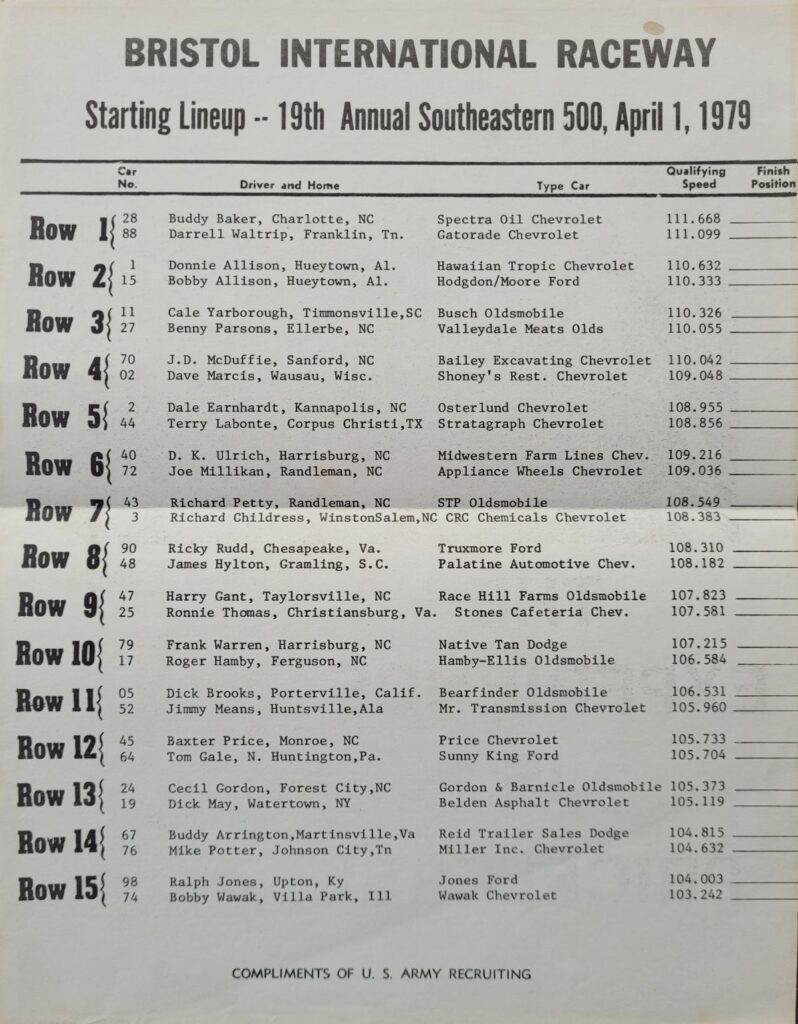 BRISTOL INTERNATIONAL RACEWAY
Starting Lineup -- 19th Annual Southeastern 500, April 1, 1979
Car No. Driver and Home Type Car Qualifying Speed Finish Position
Row 1{ 28 Buddy Baker, Charlotte, NC Spectra Oil Chevrolet 111.668
88 Darrell Waltrip, Franklin, Tn. Gatorade Chevrolet 111.099
Row 2{ 1 Donnie Allison, Hueytown, Al. Hawaiian Tropic Chevrolet 110.632
15 Bobby Allison, Hueytown, Al. Hodgdon/Moore Ford 110.333
Row 3{ 11 Cale Yarborough, Timmonsville,SC Busch Oldsmobile 110.326
27 Benny Parsons, Ellerbe, NC Valleydale Meats Olds 110.055
Row 4{ 70 J.D. McDuffie, Sanford, NC Bailey Excavating Chevrolet 110.042
02 Dave Marcis, Wausau, Wisc. Shoney's Rest. Chevrolet 109.048
Row 5{ 2 Dale Earnhardt, Kannapolis, NC Osterlund Chevrolet 108.955
44 Terry Labonte, Corpus Christi,TX Stratagraph Chevrolet 108.856
Row 6{ 40 D. K. Ulrich, Harrisburg, NC Midwestern Farm Lines Chev. 109.216
72 Joe Millikan, Randleman, NC Appliance Wheels Chevrolet 109.036
Row 7{ 43 Richard Petty, Randleman, NC STP Oldsmobile 108.549
3 Richard Childress, WinstonSalem,NC CRC Chemicals Chevrolet 108.383
Row 8{ 90 Ricky Rudd, Chesapeake, Va. Truxmore Ford 108.310
48 James Hylton, Gramling, S.C. Palatine Automotive Chev. 108.182
Row 9{ 47 Harry Gant, Taylorsville, NC Race Hill Farms Oldsmobile 107.823
25 Ronnie Thomas, Christiansburg, Va. Stones Cafeteria Chev. 107.581
Row 10{ 79 Frank Warren, Harrisburg, NC Native Tan Dodge 107.215
17 Roger Hamby, Ferguson, NC Hamby-Ellis Oldsmobile 106.584
Row 11{ 05 Dick Brooks, Porterville, Calif. Bearfinder Oldsmobile 106.531
52 Jimmy Means, Huntsville,Ala Mr. Transmission Chevrolet 105.960
Row 12{ 45 Baxter Price, Monroe, NC Price Chevrolet 105.733
64 Tom Gale, N. Huntington,Pa. Sunny King Ford 105.704
Row 13{ 24 Cecil Gordon, Forest City,NC Gordon & Barnicle Oldsmobile 105.373
19 Dick May, Watertown, NY Belden Asphalt Chevrolet 105.119
Row 14{ 67 Buddy Arrington,Martinsville,Va Reid Trailer Sales Dodge 104.815
76 Mike Potter, Johnson City,Tn Miller Inc. Chevrolet 104.632
Row 15{ 98 Ralph Jones, Upton, Ky Jones Ford 104.003
74 Bobby Wawak, Villa Park, Ill Wawak Chevrolet 103.242
COMPLIMENTS OF U. S. ARMY RECRUITING